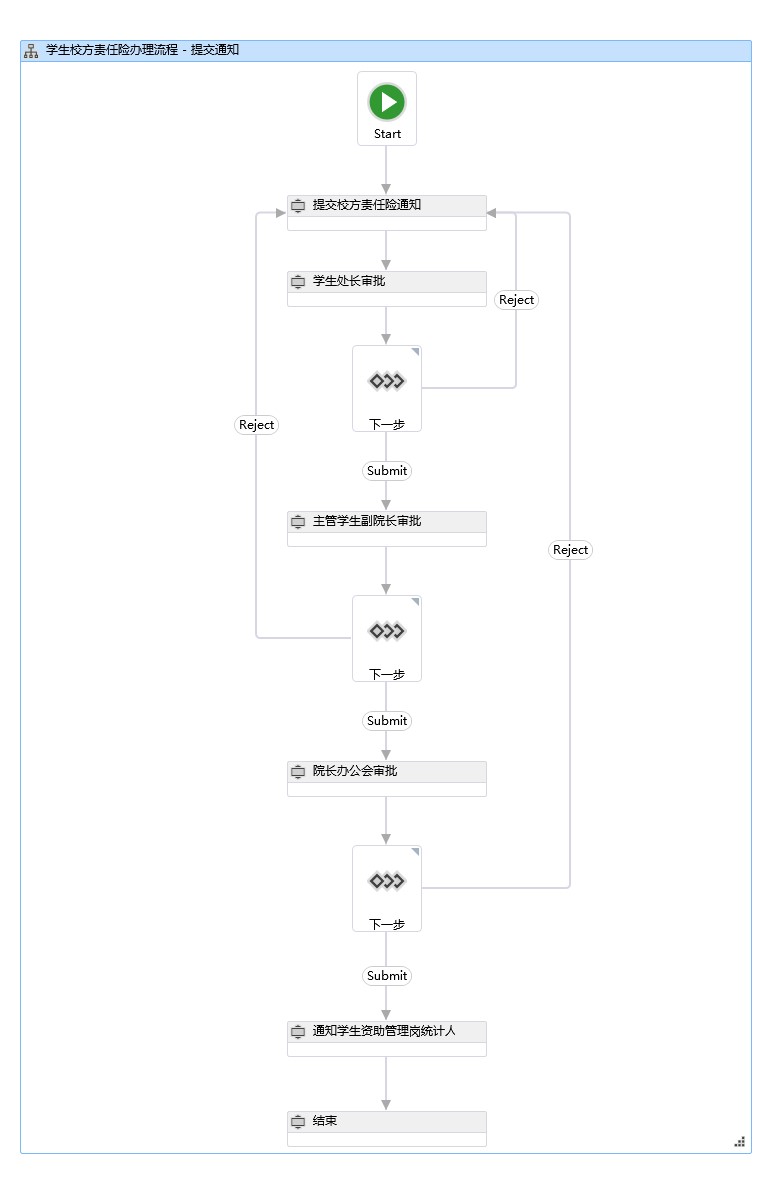 学生校方责任险办理流程 - 提交通知
Start
提交校方责任险通知
学生处长审批
Reject
下一步
Reject
Submit
主管学生副院长审批
Reject
下一步
Submit
院长办公会审批
下一步
Submit
通知学生资助管理岗统计人
结束